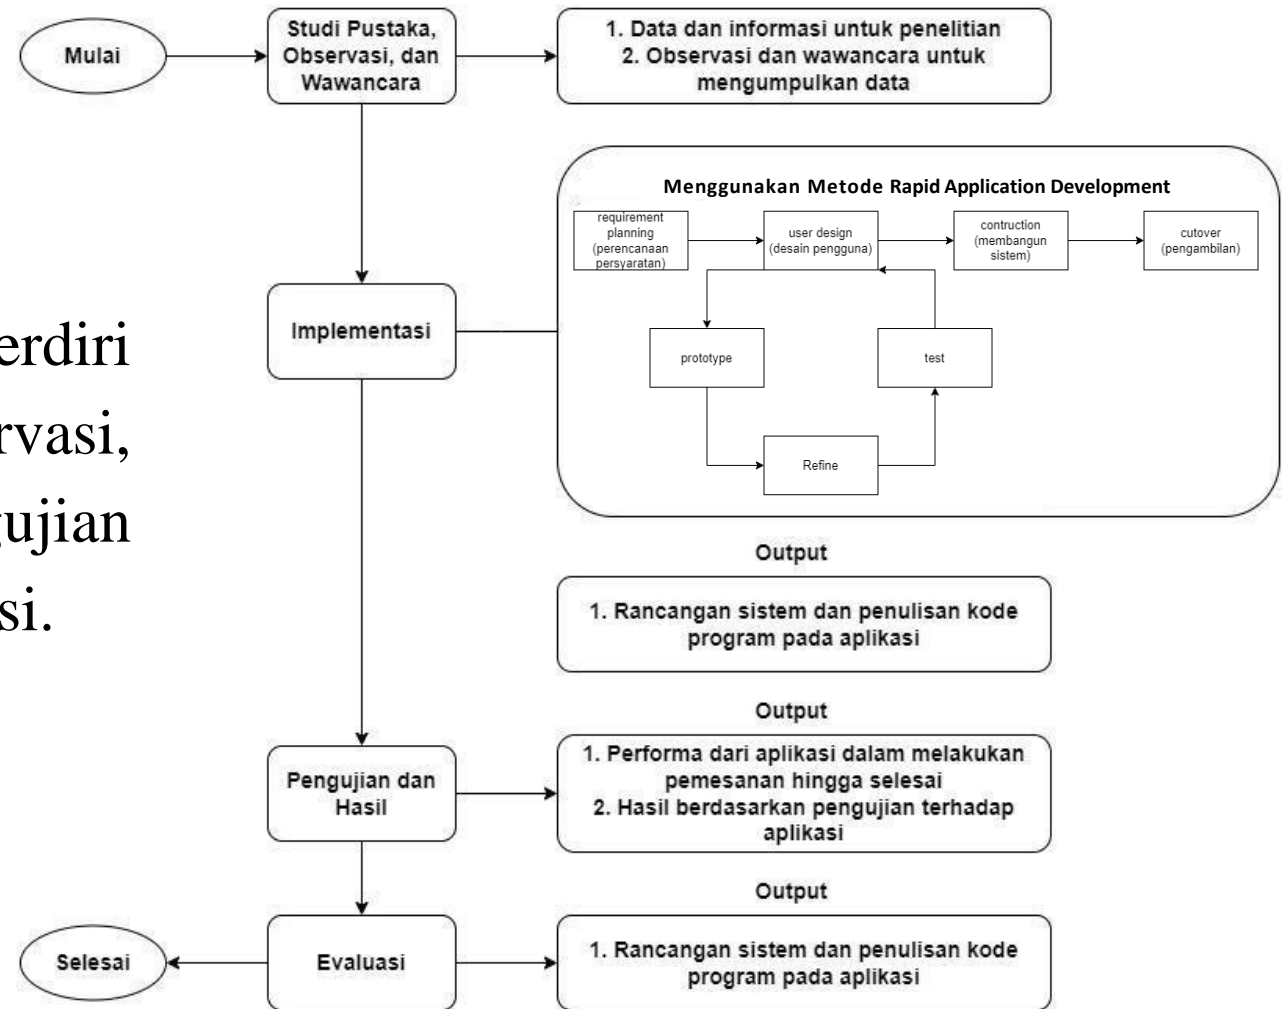 Mulai
Studi Pustaka,
Observasi, dan
Wawancara
1. Data dan informasi untuk penelitian
2. Observasi dan wawancara untuk
mengumpulkan data
Menggunakan Metode Rapid Application Development
requirement
planning
(perencanaan
persyaratan)
user design
(desain pengguna)
contruction
(membangun
sistem)
cutover
(pengambilan)
prototype
test
Refine
Implementasi
erdiri
rvasi,
gujian
si.
Output
1. Rancangan sistem dan penulisan kode
program pada aplikasi
Output
Pengujian dan
Hasil
1. Performa dari aplikasi dalam melakukan
pemesanan hingga selesai
2. Hasil berdasarkan pengujian terhadap
aplikasi
Output
Selesai
Evaluasi
1. Rancangan sistem dan penulisan kode
program pada aplikasi